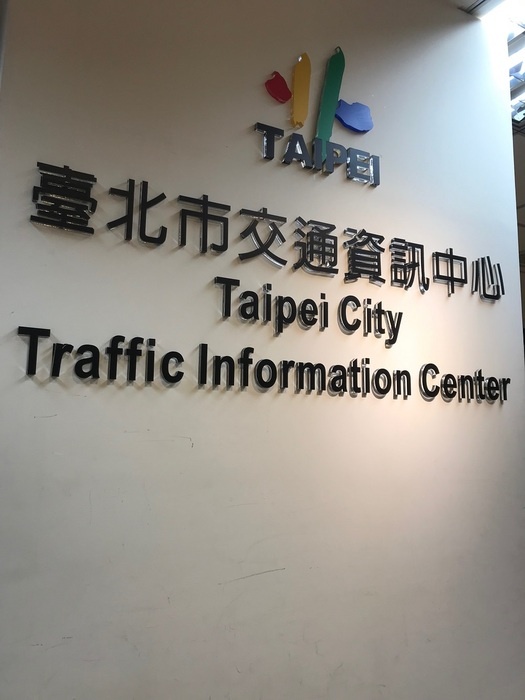 TAIPEI
臺北市交通資訊中心
Taipei City
Traffic Information Center